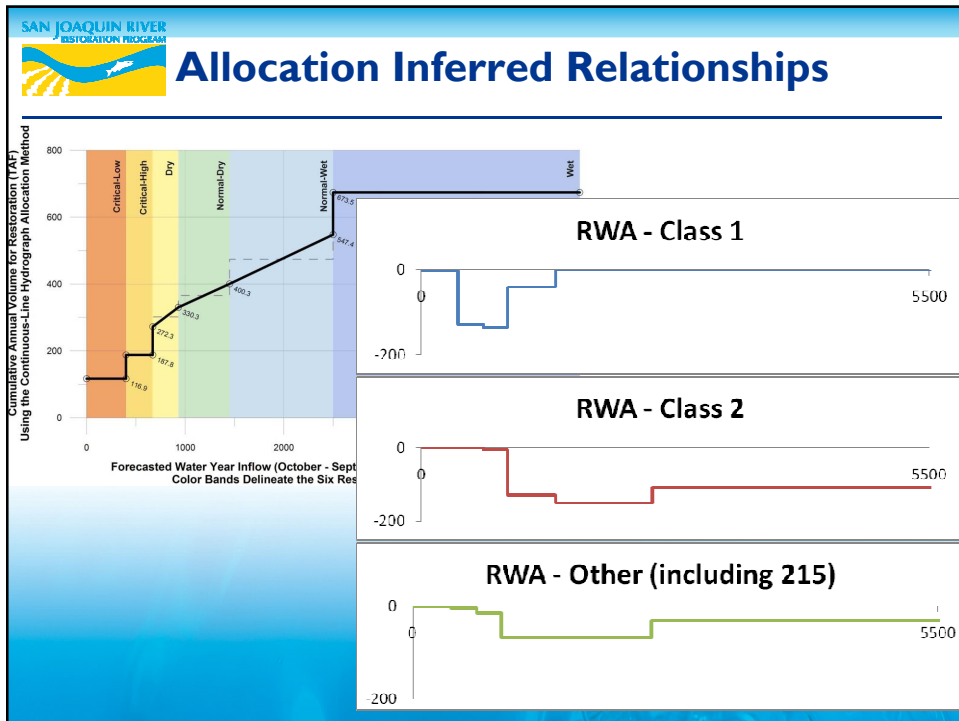 SAN JOAQUIN RIVER
RESTORATION PROGRAM
Allocation Inferred Relationships
Cumulative Annual Volume for Restoration (TAF)
Using the Continuous-Line Hydrograph Allocation Method
800
600
400
200
0
Critical-Low
Critical-High
Dry
Normal-Dry
Normal-Wet
Wet
116.9
187.8
272.3
330.3
400.3
547.4
673.5
0
1000
2000
Forecasted Water Year Inflow (October - Sept
Color Bands Delineate the Six Res
RWA - Class 1
0
0
5500
-200
RWA - Class 2
0
0
5500
-200
RWA - Other (including 215)
0
0
5500
-200